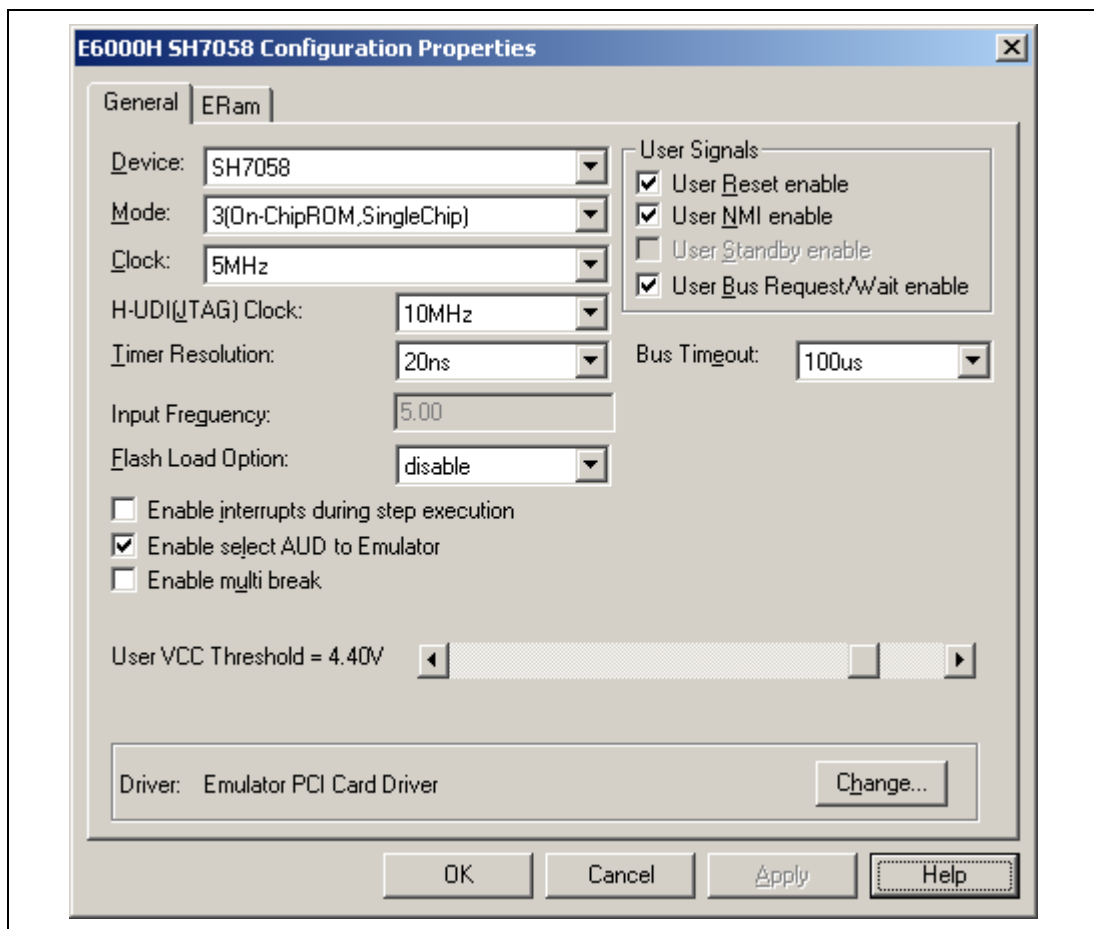 E6000H SH7058 Configuration Properties
General
ERam
Device:
SH7058
Mode:
3(On-ChipROM,SingleChip)
Clock:
5MHz
H-UDI(JTAG) Clock:
10MHz
Timer Resolution:
20ns
Input Freguency:
5.00
Flash Load Option:
disable
User Signals
User Reset enable
User NMI enable
User Standby enable
User Bus Request/Wait enable
Bus Timeout:
100us
Enable interrupts during step execution
Enable select AUD to Emulator
Enable multi break
User VCC Threshold = 4.40V
Driver: Emulator PCI Card Driver
Change...
OK
Cancel
Apply
Help